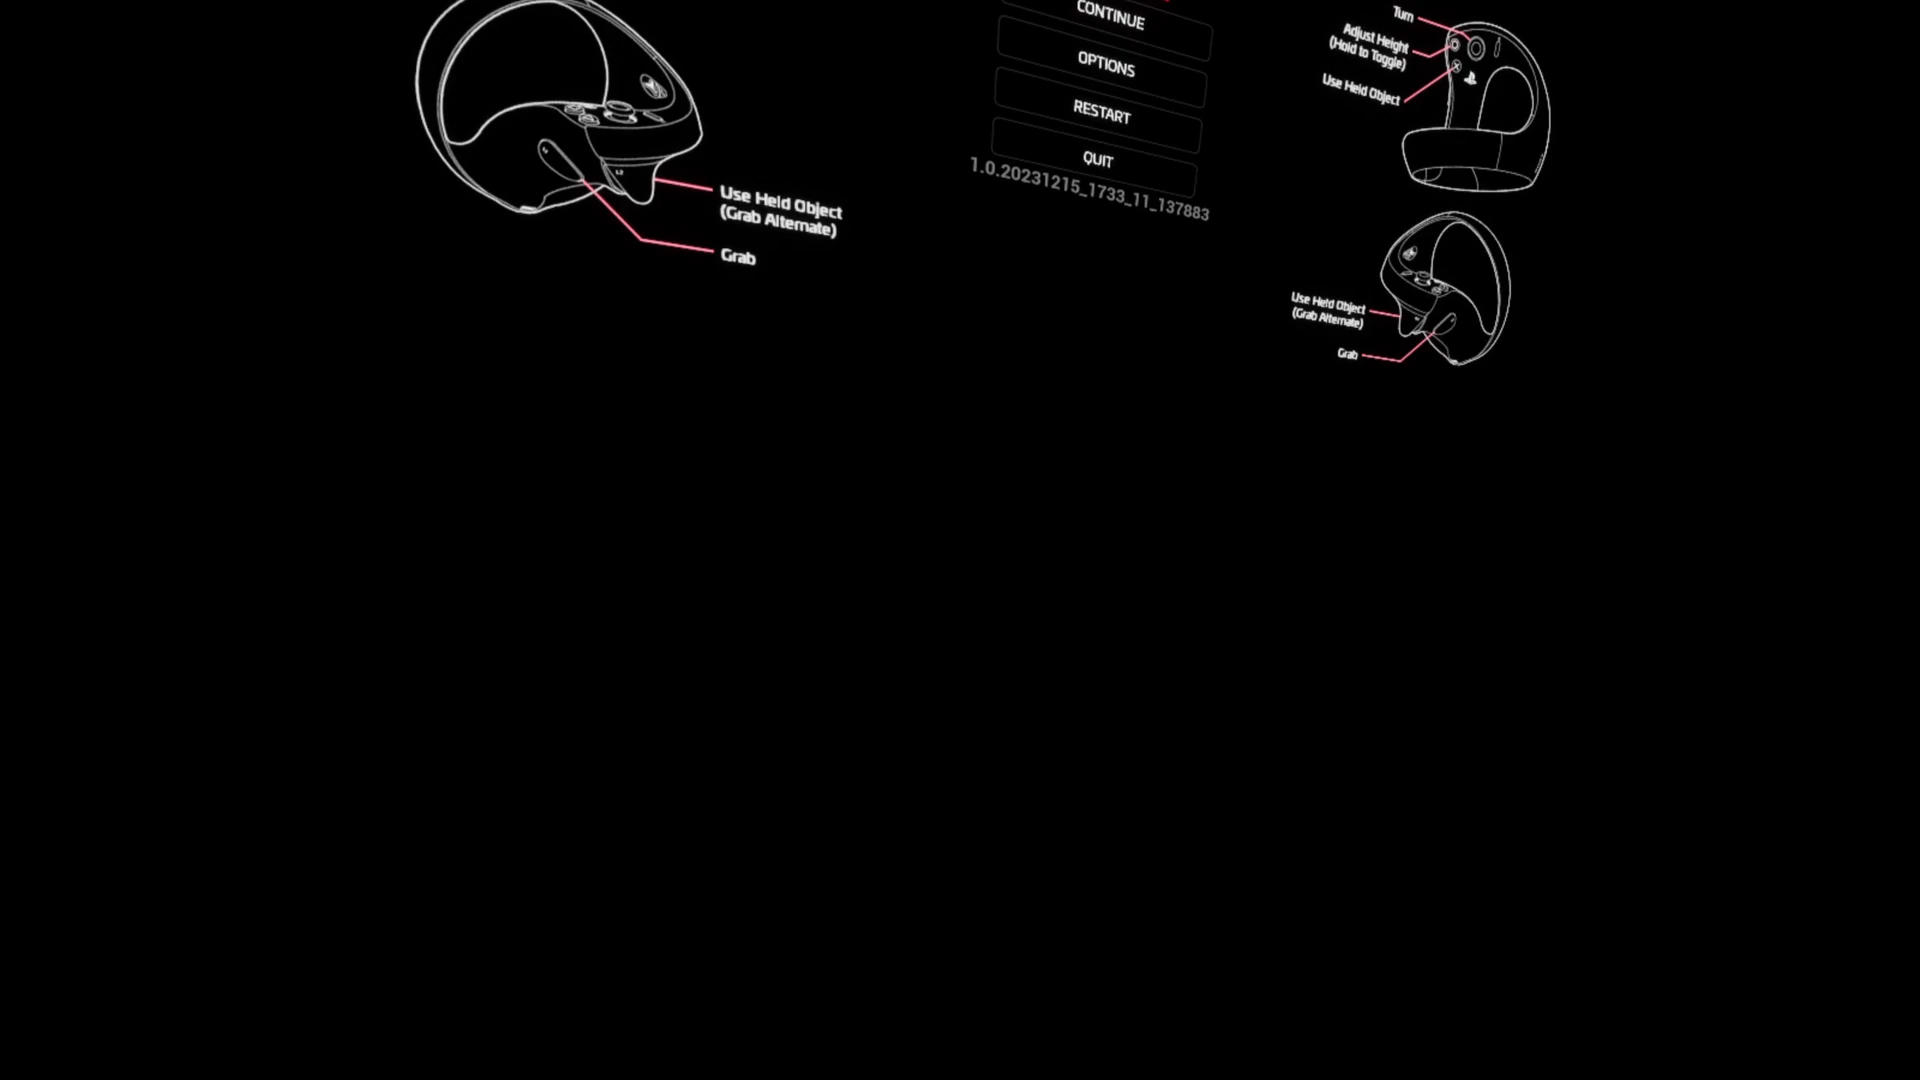 CONTINUE
OPTIONS
RESTART
QUIT
1.0.20231215_1733_11_137883
Use Held Object
(Grab Alternate)
Grab
Turn
Adjust Height
(Hold to Toggle)
Use Held Object
Use Held Object
(Grab Alternate)
Grab
L2